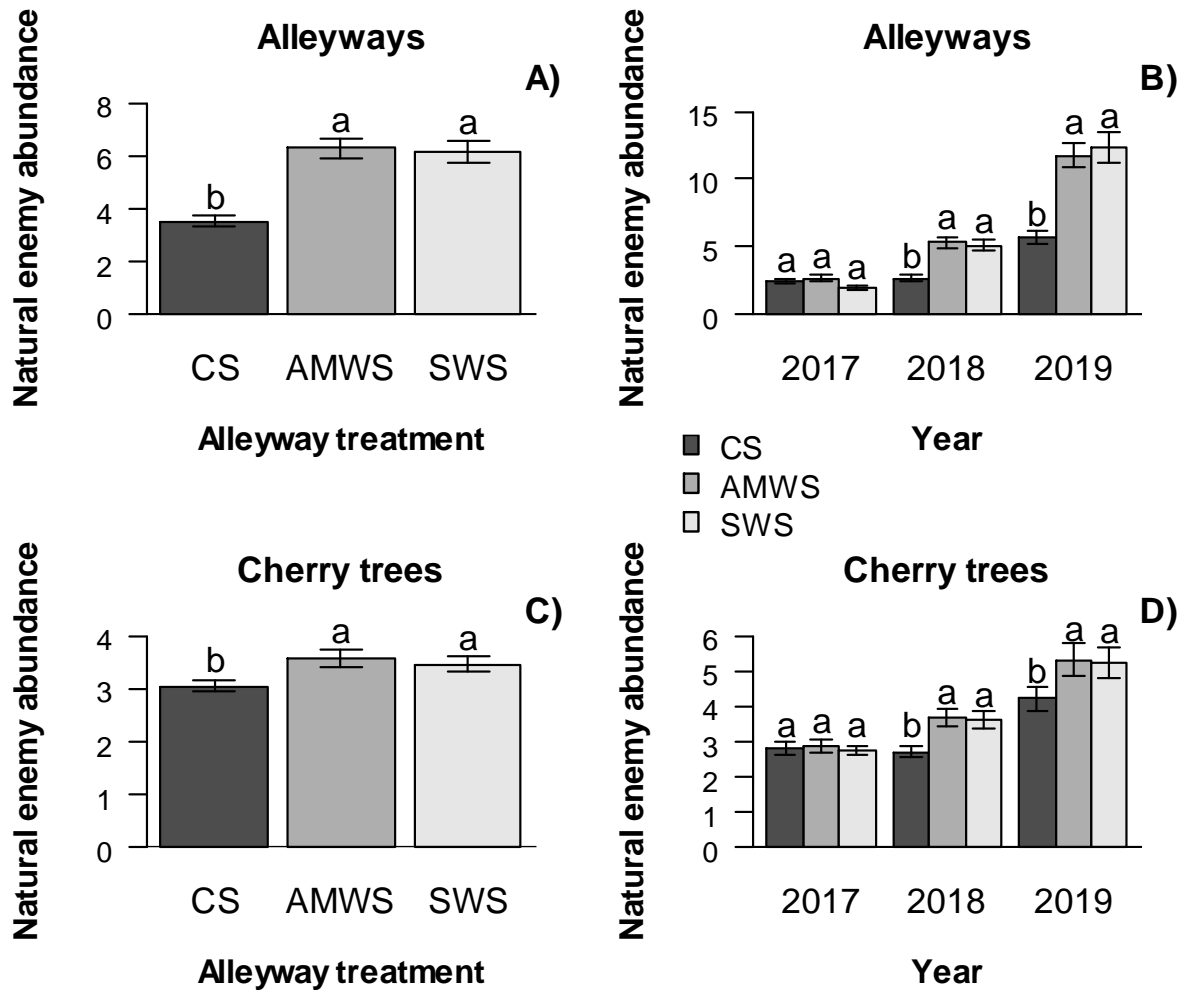 Alleyways
A)
Natural enemy abundance
8
6
4
2
0
b
a
a
CS AMWS SWS
Alleyway treatment
Alleyways
B)
Natural enemy abundance
15
10
5
0
a a a
b a a
b a a
2017 2018 2019
Year
CS
AMWS
SWS
Cherry trees
C)
Natural enemy abundance
4
3
2
1
0
b
a
a
CS AMWS SWS
Alleyway treatment
Cherry trees
D)
Natural enemy abundance
6
5
4
3
2
1
0
a a a
b a a
b a a
2017 2018 2019
Year